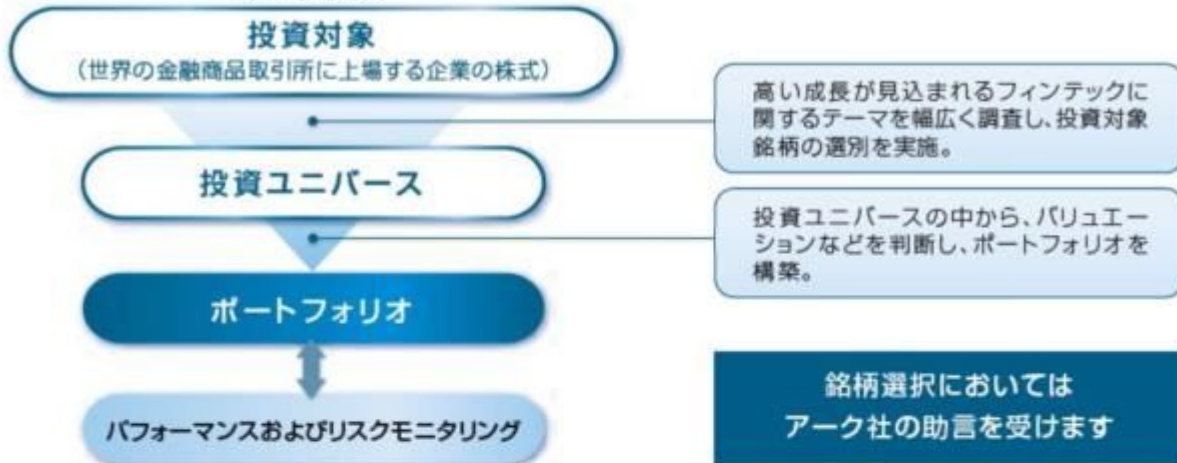 投資対象
（世界の金融商品取引所に上場する企業の株式）
高い成長が見込まれるフィンテックに
関するテーマを幅広く調査し、投資対象
銘柄の選別を実施。
投資ユニバース
投資ユニバースの中から、バリュエー
ションなどを判断し、ポートフォリオを
構築。
ポートフォリオ
パフォーマンスおよびリスクモニタリング
銘柄選択においては
アーク社の助言を受けます